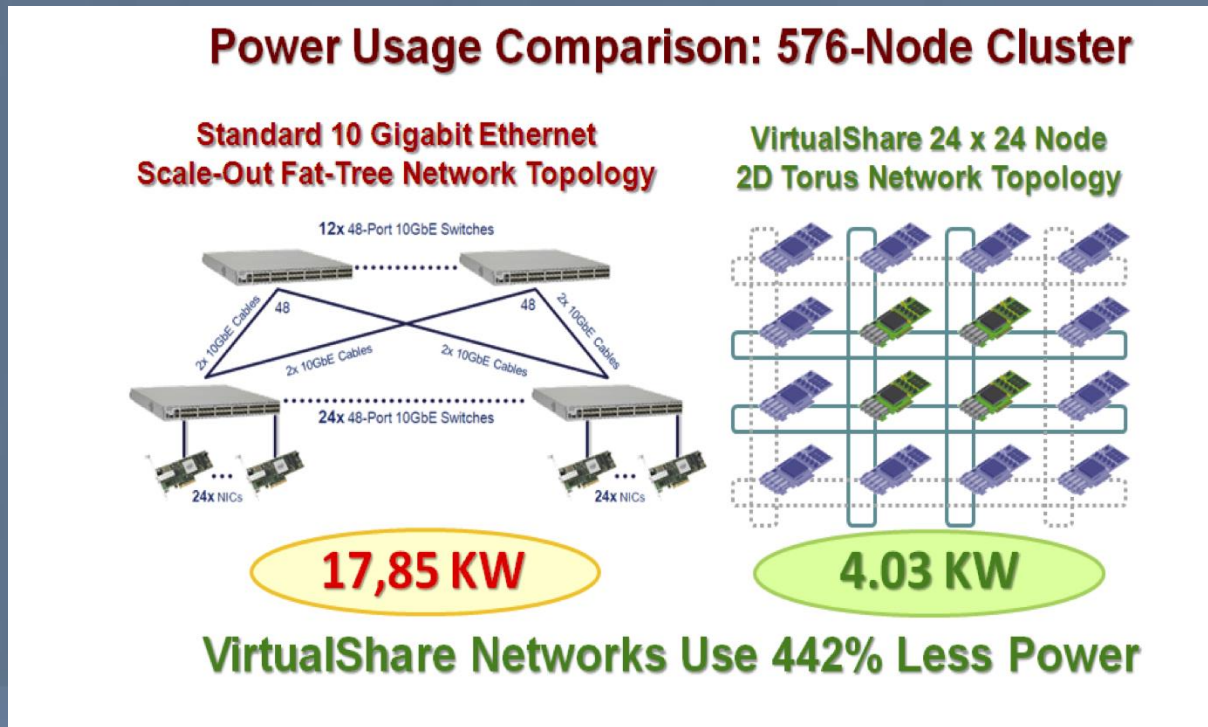 Power Usage Comparison: 576-Node Cluster
Standard 10 Gigabit Ethernet
Scale-Out Fat-Tree Network Topology
VirtualShare 24 x 24 Node
2D Torus Network Topology
12x 48-Port 10GbE Switches
48
48
2x 10GbE Cables
2x 10GbE Cables
2x 10GbE Cables
2x 10GbE Cables
24x 48-Port 10GbE Switches
24x NICs
24x NICs
17,85 KW
4.03 KW
VirtualShare Networks Use 442% Less Power